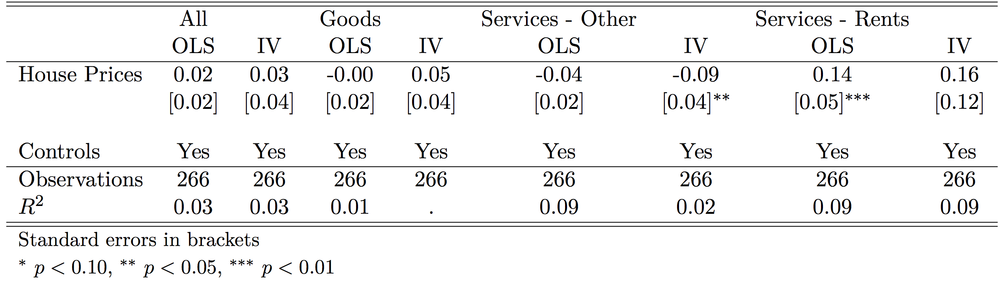 All Goods Services - Other Services - Rents
OLS IV OLS IV OLS IV OLS IV
House Prices 0.02 0.03 -0.00 0.05 -0.04 -0.09 0.14 0.16
[0.02] [0.04] [0.02] [0.04] [0.02] [0.04]** [0.05]*** [0.12]
Controls Yes Yes Yes Yes Yes Yes Yes Yes
Observations 266 266 266 266 266 266 266 266
R² 0.03 0.03 0.01 . 0.09 0.02 0.09 0.09
Standard errors in brackets
* p < 0.10, ** p < 0.05, *** p < 0.01